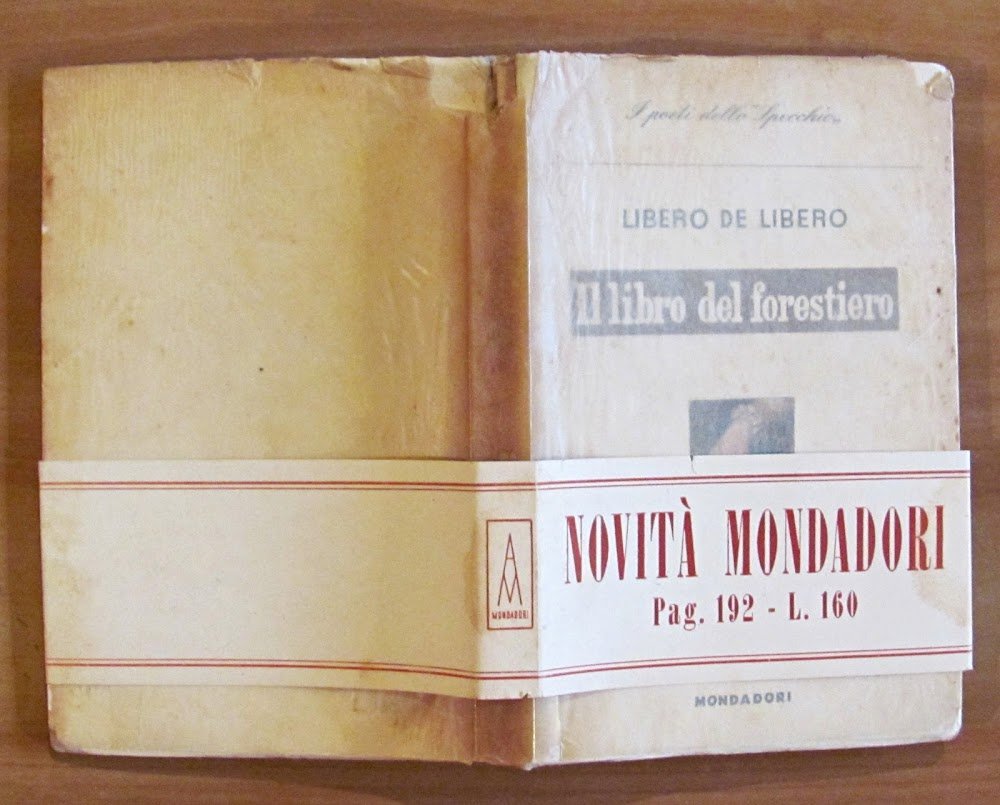 I poeti dello "Specchio„
LIBERO DE LIBERO
Il libro del forestiero
NOVITÀ MONDADORI
Pag. 192 - L. 160
MONDADORI
AM
MONDADORI